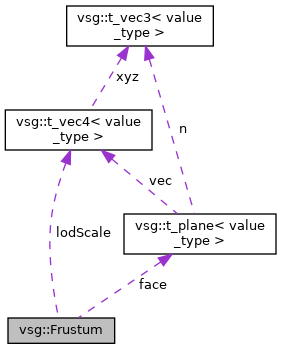 vsg::t_vec3< value
_type >
xyz
vsg::t_vec4< value
_type >
n
vec
vsg::t_plane< value
_type >
lodScale
face
vsg::Frustum